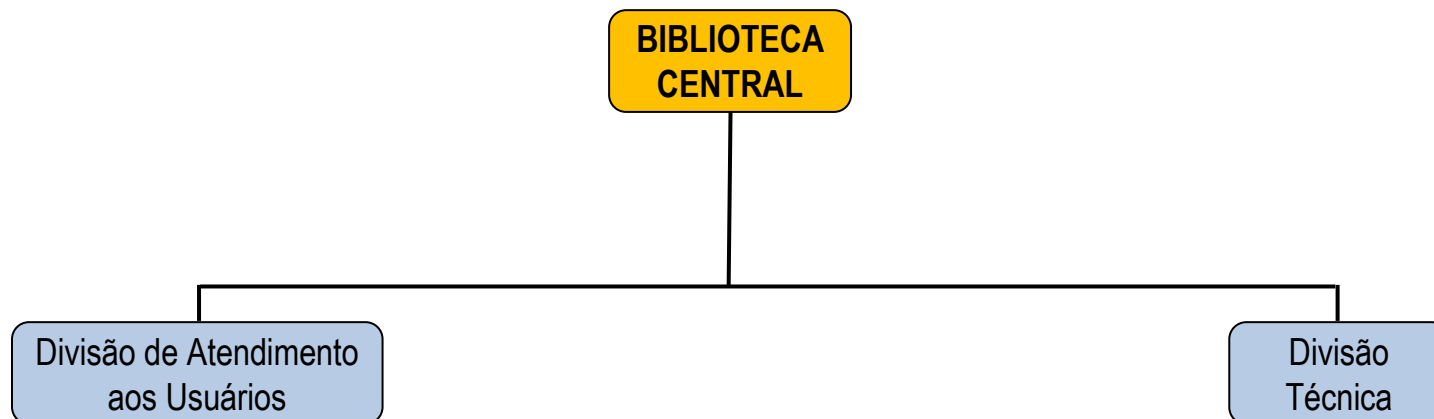 BIBLIOTECA
CENTRAL
Divisão de Atendimento
aos Usuários
Divisão
Técnica